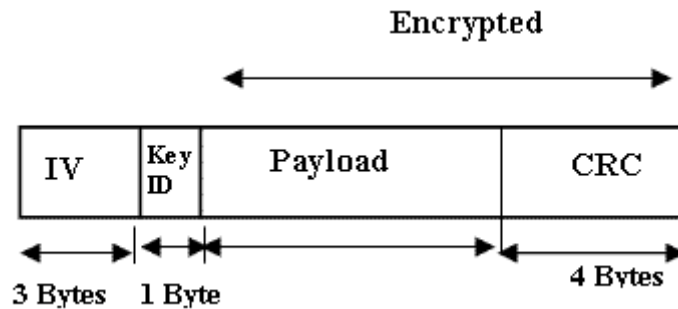 Encrypted
IV
Key
ID
Payload
CRC
3 Bytes
1 Byte
4 Bytes